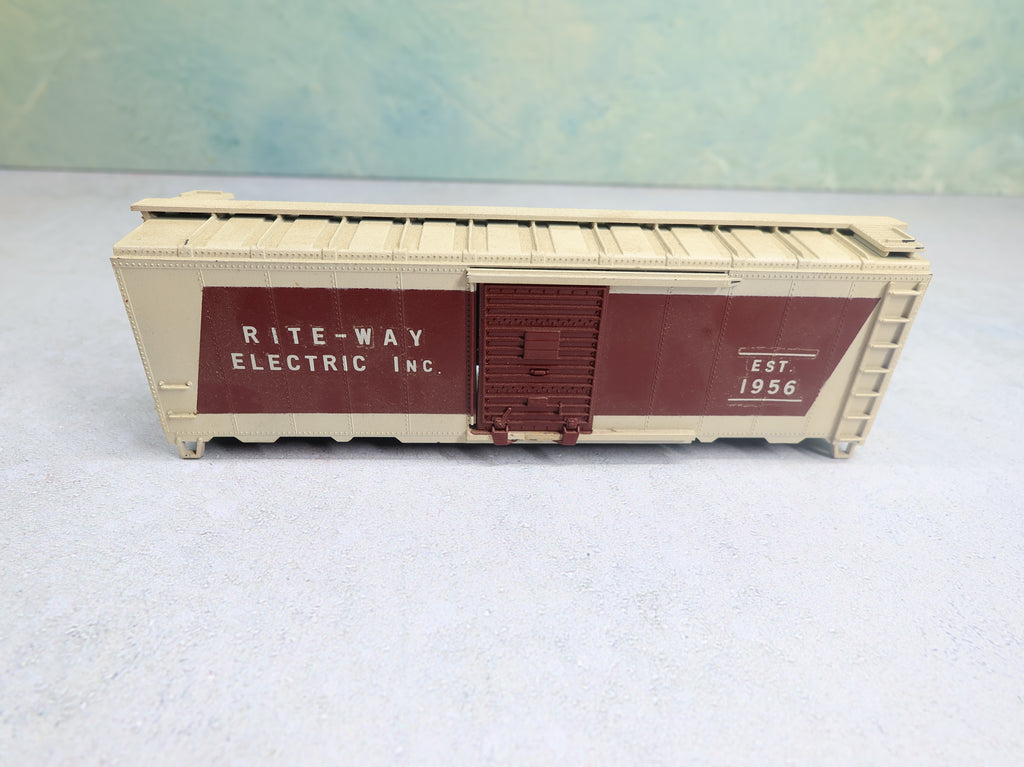 RITE-WAY
ELECTRIC INC.
EST.
1956